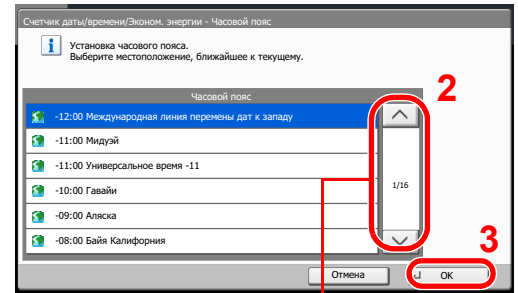 Счетчик даты/времени/Эконом. энергии - Часовой пояс
Установка часового пояса.
Выберите местоположение, ближайшее к текущему.
Часовой пояс
2
-12:00 Международная линия перемены дат к западу
-11:00 Мидуэй
-11:00 Универсальное время -11
-10:00 Гавайи
1/16
-09:00 Аляска
-08:00 Байя Калифорния
3
Отмена
OK